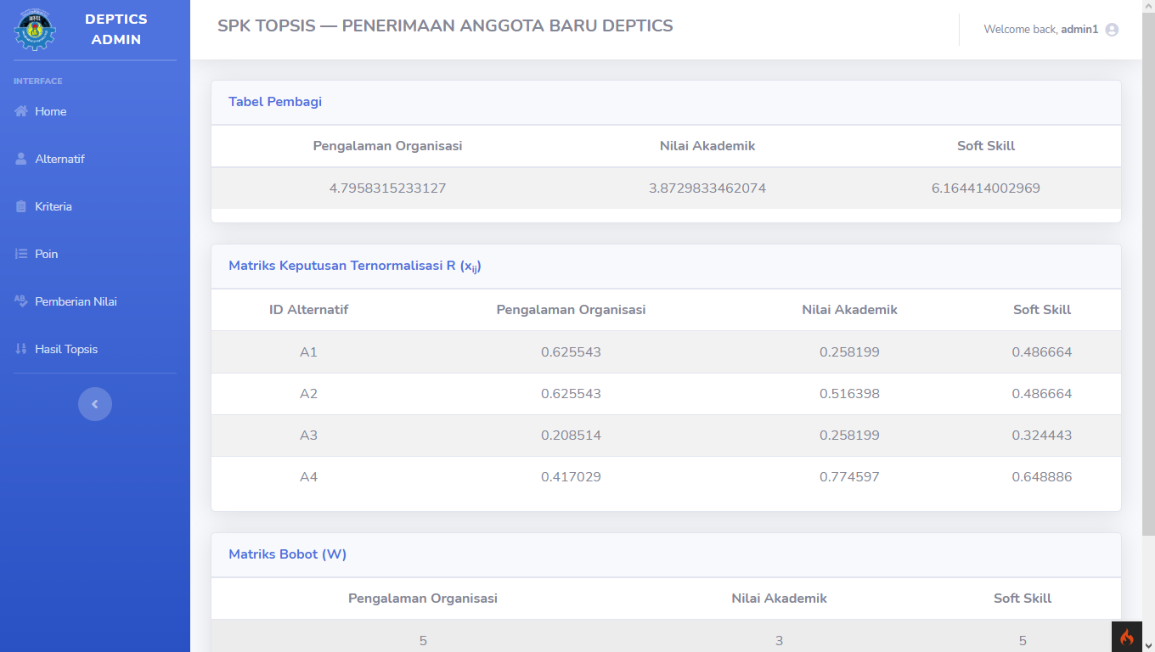 DEPTICS
ADMIN
INTERFACE
Home
Alternatif
Kriteria
Poin
Pemberian Nilai
Hasil Topsis
SPK TOPSIS — PENERIMAAN ANGGOTA BARU DEPTICS
Welcome back, admin1
Tabel Pembagi
Pengalaman Organisasi Nilai Akademik Soft Skill
4.7958315233127 3.8729833462074 6.164414002969
Matriks Keputusan Ternormalisasi R (xij)
ID Alternatif Pengalaman Organisasi Nilai Akademik Soft Skill
A1 0.625543 0.258199 0.486664
A2 0.625543 0.516398 0.486664
A3 0.208514 0.258199 0.324443
A4 0.417029 0.774597 0.648886
Matriks Bobot (W)
Pengalaman Organisasi Nilai Akademik Soft Skill
5 3 5